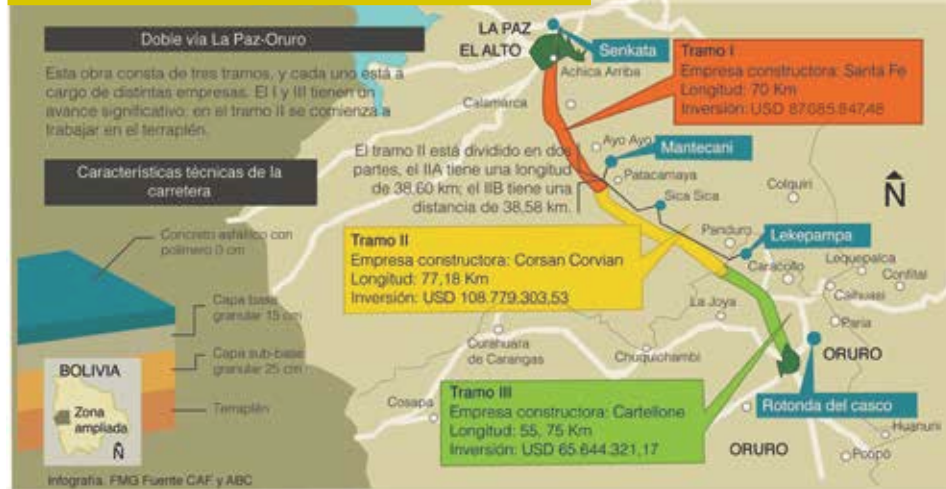 Doble vía La Paz-Oruro
Esta obra consta de tres tramos, y cada uno está a
cargo de distintas empresas. El I y III tienen un
avance significativo; en el tramo II se comienza a
trabajar en el terraplén.
Características técnicas de la
carretera
Concreto asfaltico con
polimero 0 cm
Capa base
granular 15 cm
Capa sub-base
granular 25 cm
Terraplén
BOLIVIA
Zona
ampliada
N
Infografía. FMG Fuente CAF y ABC
LA PAZ
EL ALTO
Senkata
Achica Arriba
Calamarca
Tramo I
Empresa constructora: Santa Fe
Longitud: 70 Km
Inversión: USD 87.085.847,48
El tramo II está dividido en dos
partes, el IIA tiene una longitud
de 38,60 km; el IIB tiene una
distancia de 38,58 km.
Ayo Ayo
Mantecani
Patacamaya
Sica Sica
Colquiri
N
Tramo II
Empresa constructora: Corsan Corvian
Longitud: 77,18 Km
Inversión: USD 108.779.303,53
Panduro
Lekepampa
Caracollo
Lequepalca
Confital
Caihuasi
La Joya
Paria
Curahuara
de Carangas
Chuquichambi
ORURO
Tramo III
Empresa constructora: Cartellone
Longitud: 55, 75 Km
Inversión: USD 65.644.321,17
Cosapa
Rotonda del casco
Huanuni
ORURO
Poopó